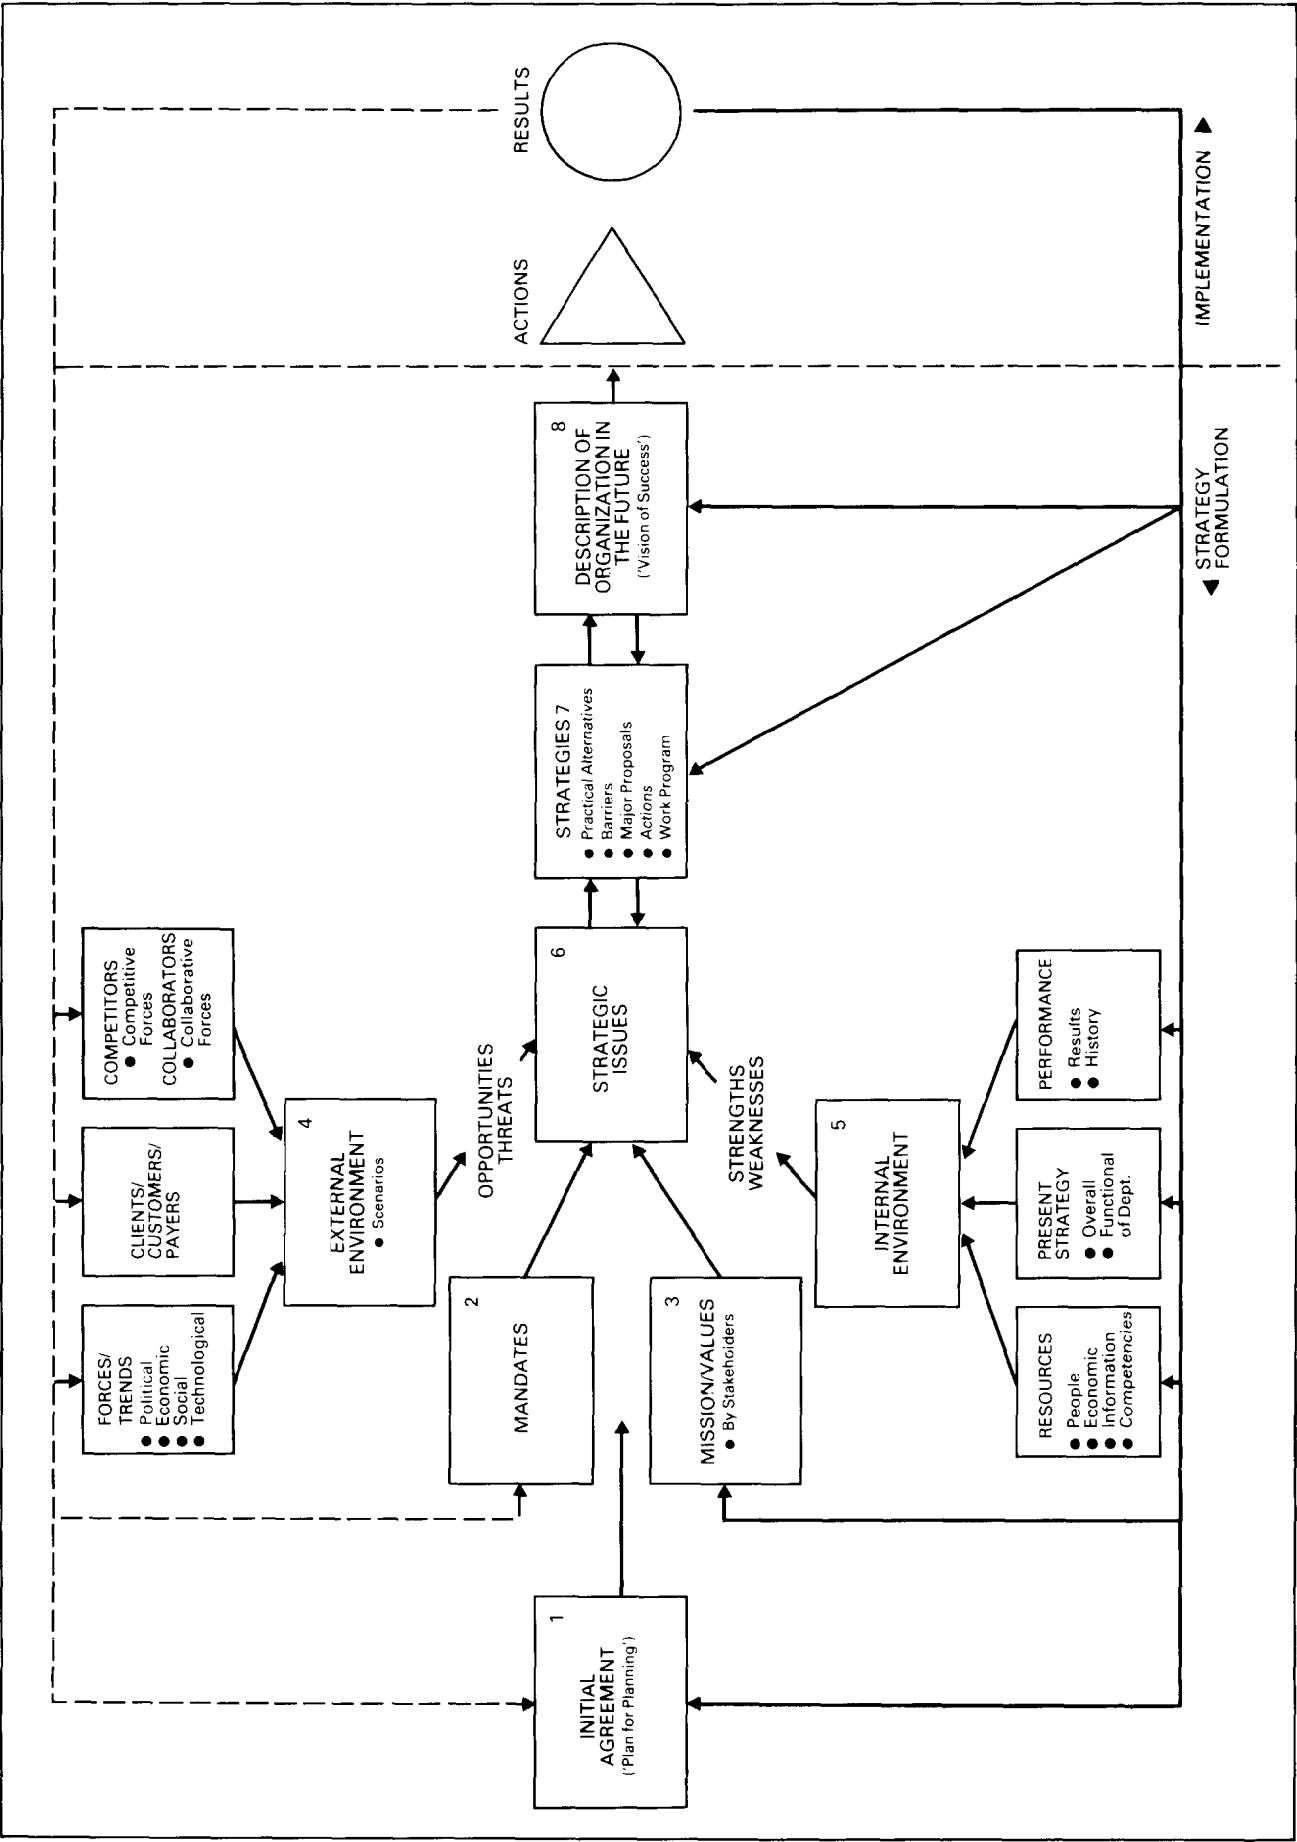 1
INITIAL
AGREEMENT
('Plan for Planning')
FORCES/
TRENDS
● Political
● Economic
● Social
● Technological
CLIENTS/
CUSTOMERS/
PAYERS
COMPETITORS
● Competitive
Forces
COLLABORATORS
● Collaborative
Forces
4
EXTERNAL
ENVIRONMENT
● Scenarios
2
MANDATES
3
MISSION/VALUES
● By Stakeholders
OPPORTUNITIES
THREATS
STRENGTHS
WEAKNESSES
5
INTERNAL
ENVIRONMENT
RESOURCES
● People
● Economic
● Information
● Competencies
PRESENT
STRATEGY
● Overall
● Functional
of Dept.
PERFORMANCE
● Results
● History
6
STRATEGIC
ISSUES
STRATEGIES 7
● Practical Alternatives
● Barriers
● Major Proposals
● Actions
● Work Program
8
DESCRIPTION OF
ORGANIZATION IN
THE FUTURE
('Vision of Success')
ACTIONS
RESULTS
◀ STRATEGY
FORMULATION
IMPLEMENTATION ▶